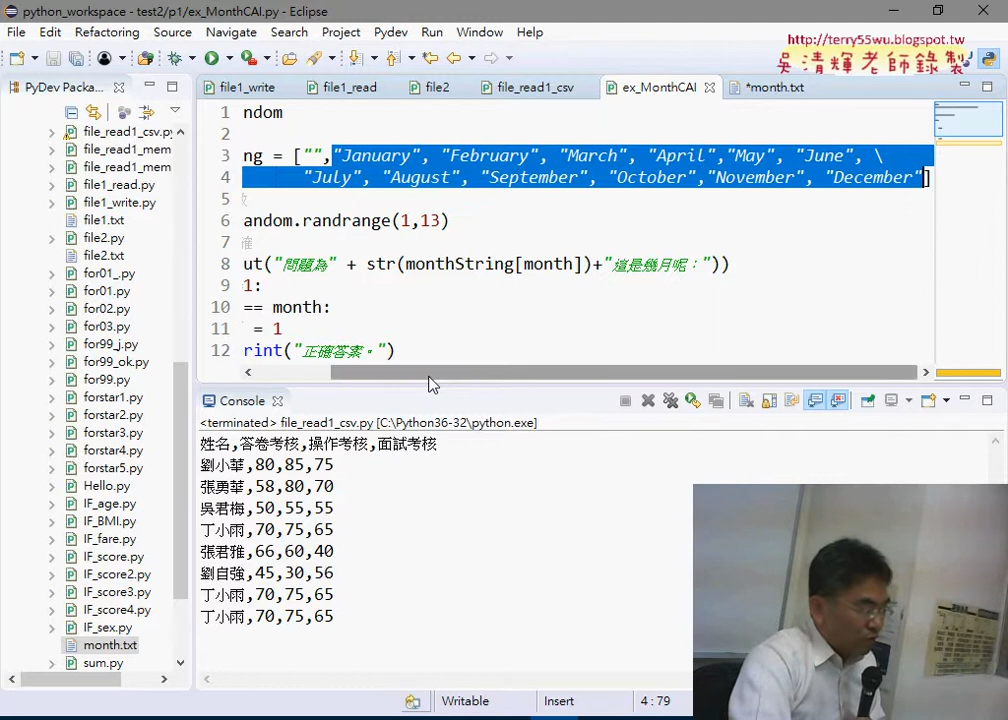 python_workspace - test2/p1/ex_MonthCAI.py - Eclipse
File Edit Refactoring Source Navigate Search Project Pydev Run Window Help
http://terry55wu.blogspot.tw
吳清輝老師錄製
PyDev Packa...
file1_write file1_read file2 file_read1_csv ex_MonthCAI *month.txt
file_read1_csv.py
file_read1_mem
file_read1_mem
file1_read.py
file1_write.py
file1.txt
file2.py
file2.txt
for01_.py
for01.py
for02.py
for03.py
for99_j.py
for99_ok.py
for99.py
forstar1.py
forstar2.py
forstar3.py
forstar4.py
forstar5.py
Hello.py
IF_age.py
IF_BMI.py
IF_fare.py
IF_score.py
IF_score2.py
IF_score3.py
IF_score4.py
IF_sex.py
month.txt
sum.py
1 ndom
2
3 ng = ["","January", "February", "March", "April","May", "June", \
4 "July", "August", "September", "October","November", "December"]
5
6 andom.randrange(1,13)
7
8 ut("問題為" + str(monthString[month])+"這是幾月呢："))
9 1:
10 == month:
11 = 1
12 rint("正確答案。")
Console
<terminated> file_read1_csv.py [C:\Python36-32\python.exe]
姓名,答卷考核,操作考核,面試考核
劉小華,80,85,75
張勇華,58,80,70
吳君梅,50,55,55
丁小雨,70,75,65
張君雅,66,60,40
劉自強,45,30,56
丁小雨,70,75,65
丁小雨,70,75,65
Writable Insert 4:79